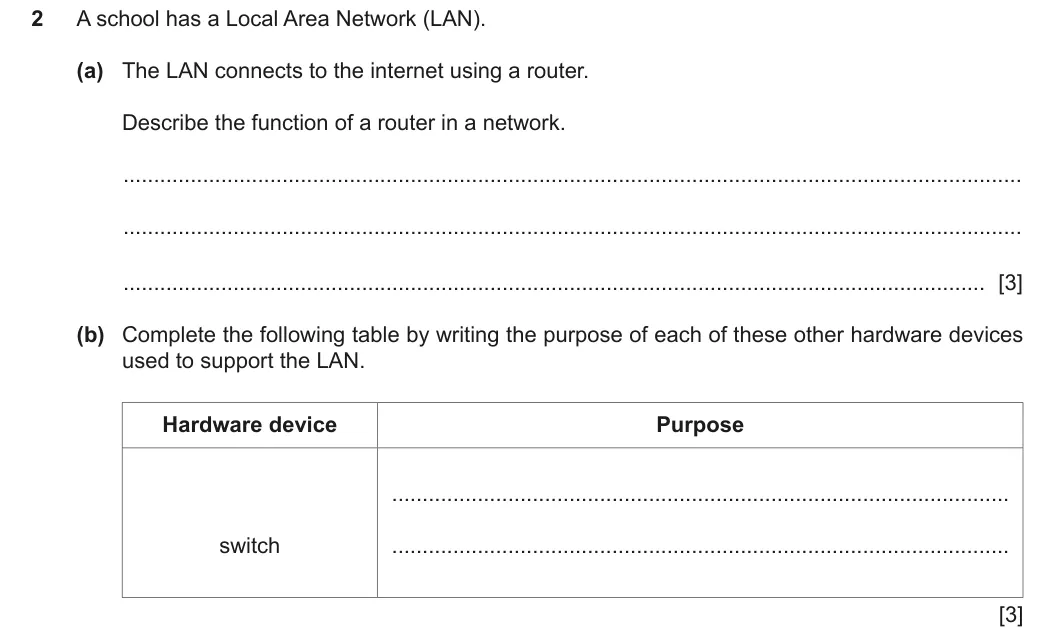 2 A school has a Local Area Network (LAN).
(a) The LAN connects to the internet using a router.
Describe the function of a router in a network.
...................................................................................................................................................
...................................................................................................................................................
............................................................................................................................................. [3]
(b) Complete the following table by writing the purpose of each of these other hardware devices
used to support the LAN.
Hardware device Purpose
.....................................................................................................
switch .....................................................................................................
[3]